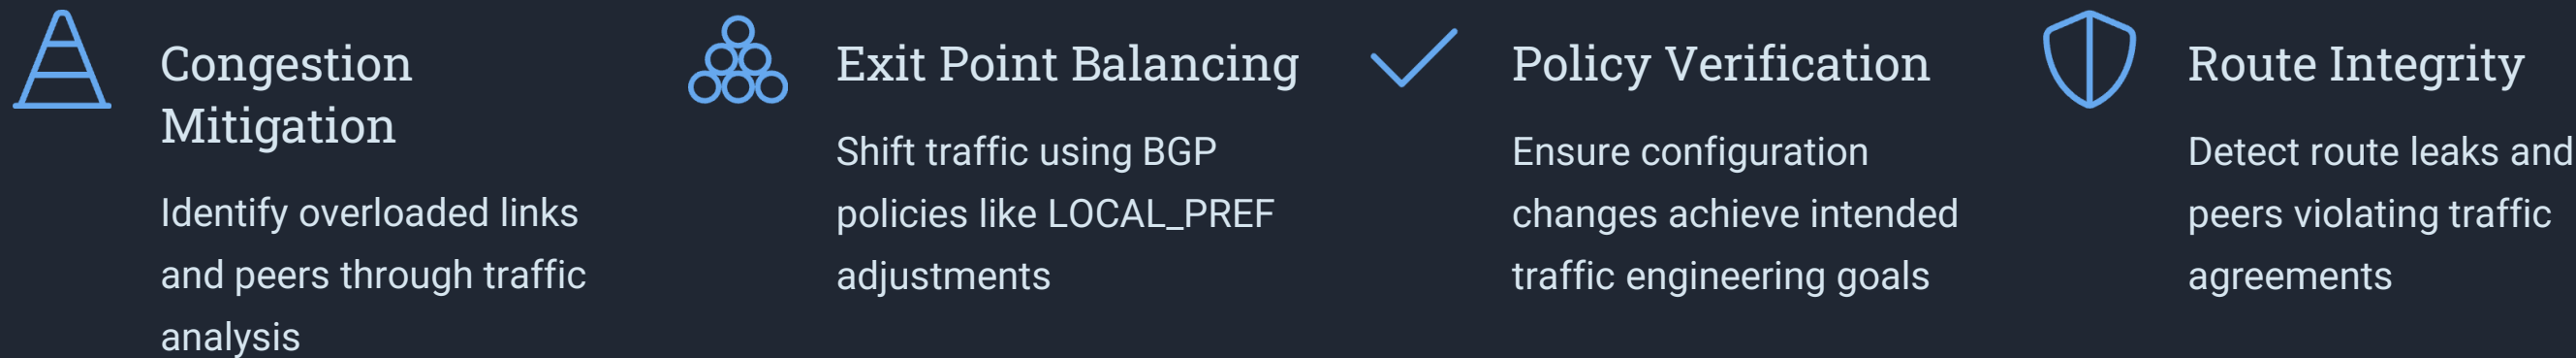 Congestion
Mitigation
Identify overloaded links
and peers through traffic
analysis
Exit Point Balancing
Shift traffic using BGP
policies like LOCAL_PREF
adjustments
Policy Verification
Ensure configuration
changes achieve intended
traffic engineering goals
Route Integrity
Detect route leaks and
peers violating traffic
agreements